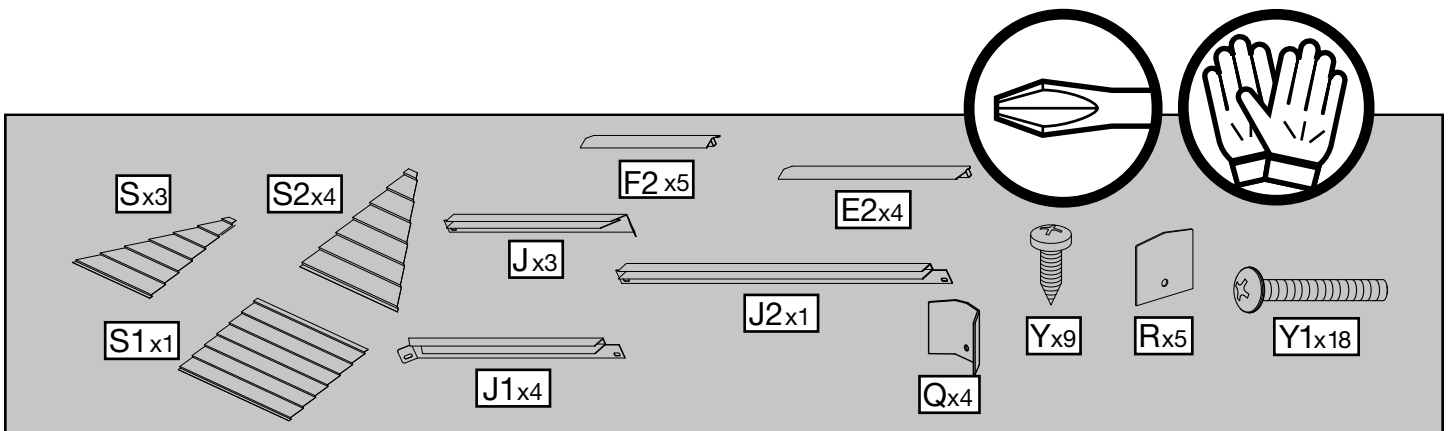 F2 x5
Sx3
S2x4
E2x4
Jx3
J2x1
S1x1
Yx9
Rx5
Y1x18
J1x4
Qx4